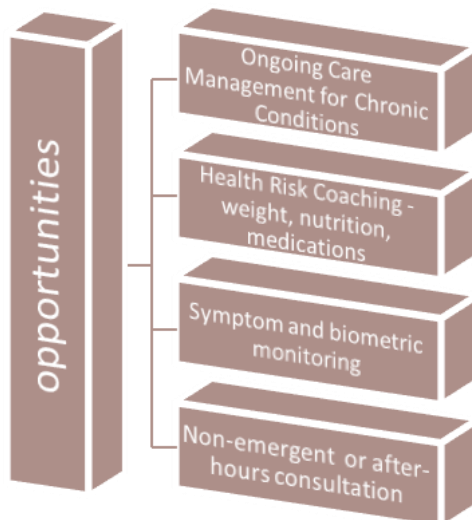 opportunities
Ongoing Care
Management for Chronic
Conditions
Health Risk Coaching -
weight, nutrition,
medications
Symptom and biometric
monitoring
Non-emergent or after-
hours consultation